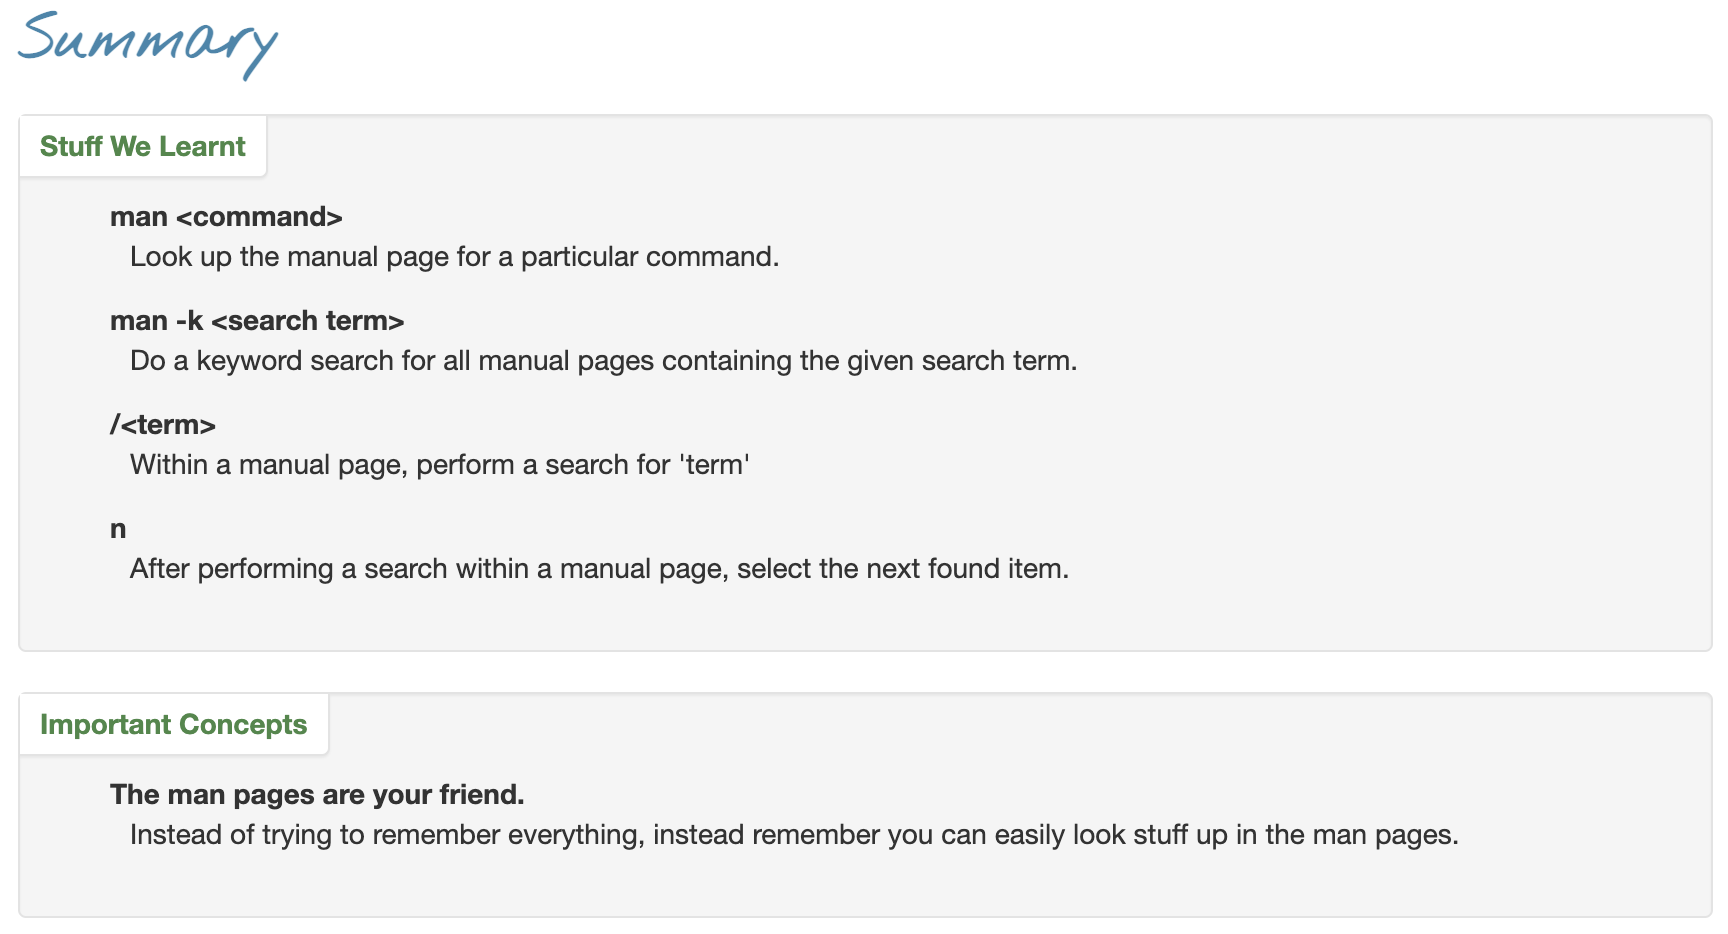 Summary
Stuff We Learnt
man <command>
Look up the manual page for a particular command.
man -k <search term>
Do a keyword search for all manual pages containing the given search term.
/<term>
Within a manual page, perform a search for 'term'
n
After performing a search within a manual page, select the next found item.
Important Concepts
The man pages are your friend.
Instead of trying to remember everything, instead remember you can easily look stuff up in the man pages.